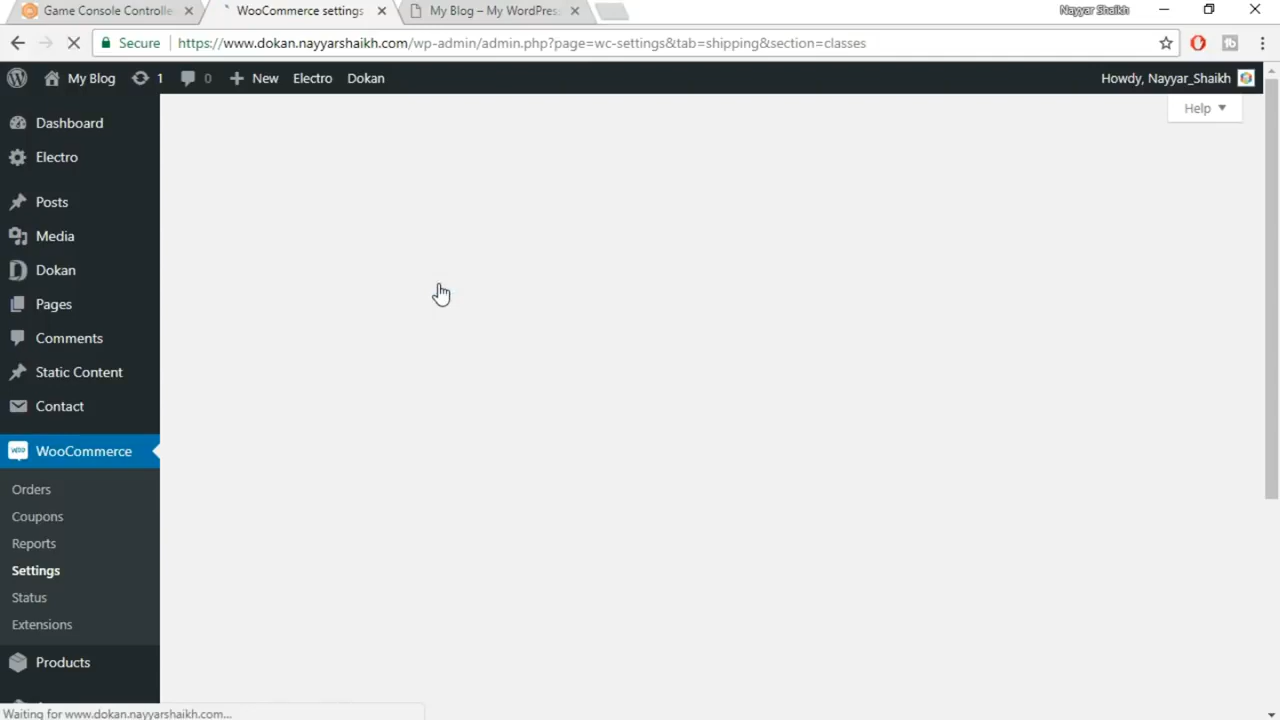 Game Console Controlle
WooCommerce settings
My Blog – My WordPres
Nayyar Shaikh
Secure
https://www.dokan.nayyarshaikh.com/wp-admin/admin.php?page=wc-settings&tab=shipping&section=classes
My Blog
1
0
New
Electro
Dokan
Howdy, Nayyar_Shaikh
Help
Dashboard
Electro
Posts
Media
Dokan
Pages
Comments
Static Content
Contact
WooCommerce
Orders
Coupons
Reports
Settings
Status
Extensions
Products
Waiting for www.dokan.nayyarshaikh.com...